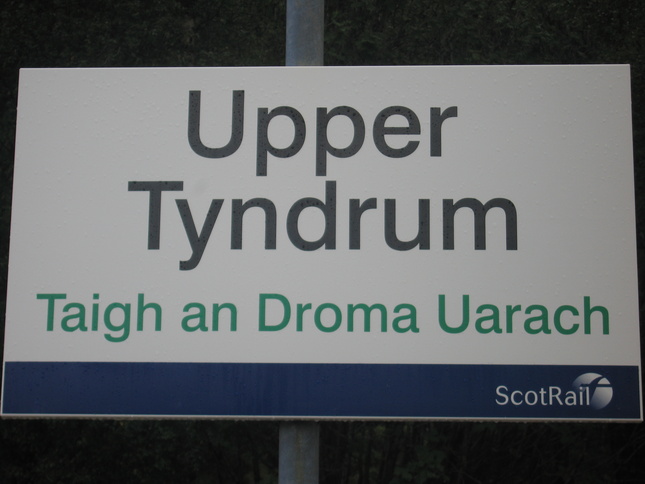 Upper
Tyndrum
Taigh an Droma Uarach
ScotRail